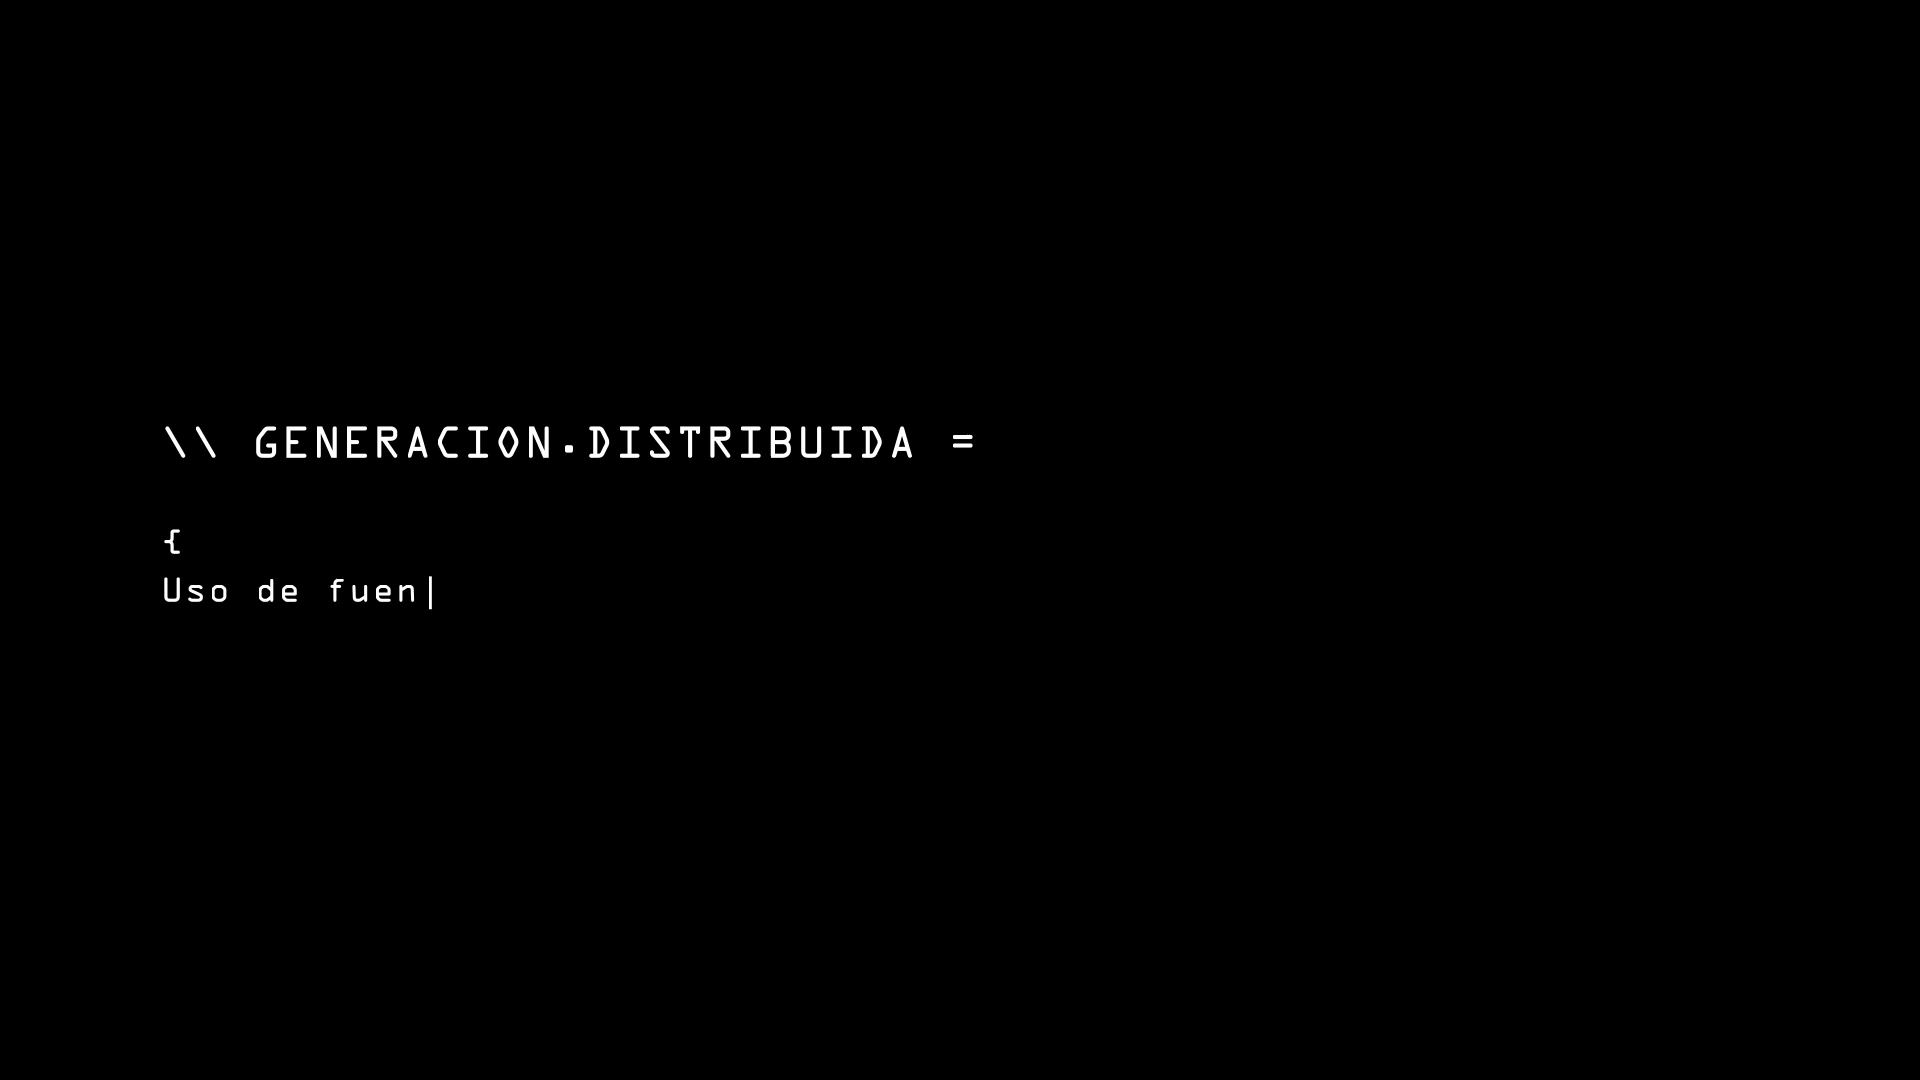 \\ GENERACION.DISTRIBUIDA =
{
Uso de fuen|